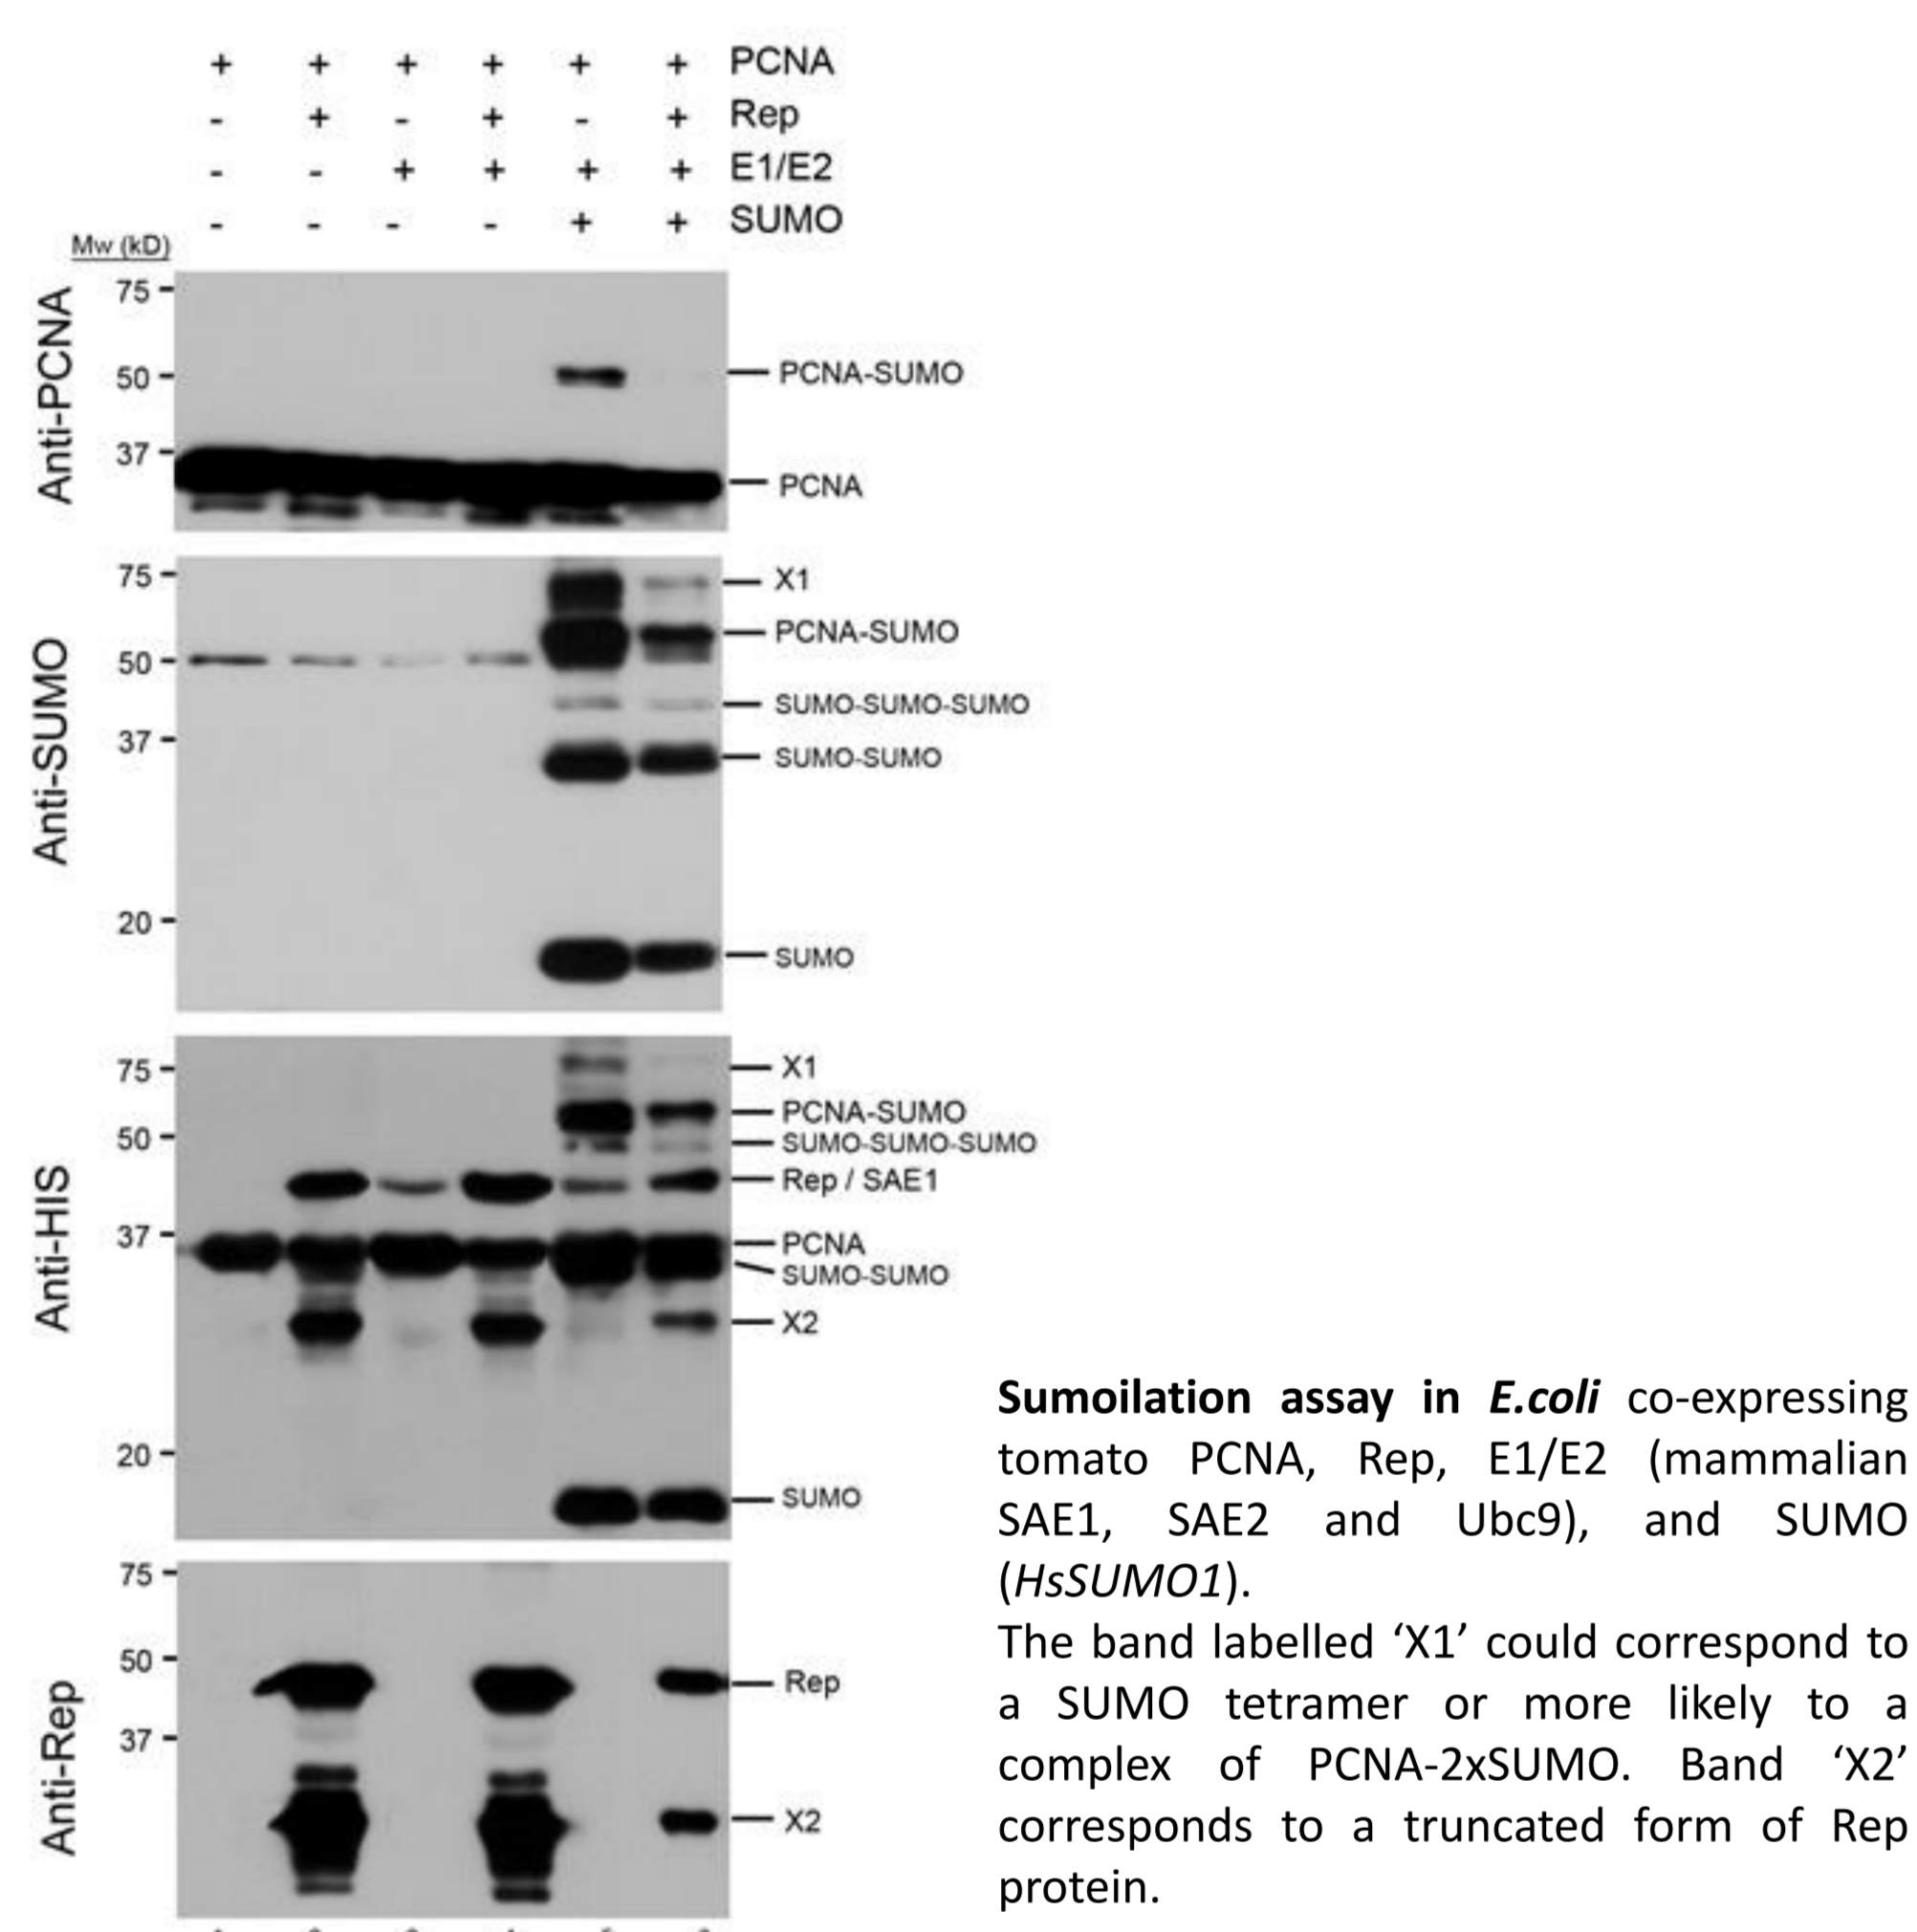 + + + + + + PCNA
- + - + - + Rep
- - + + + + E1/E2
- - - - + + SUMO
Mw (kD)
Anti-PCNA
75
50
37
PCNA-SUMO
PCNA
Anti-SUMO
75
50
37
20
X1
PCNA-SUMO
SUMO-SUMO-SUMO
SUMO-SUMO
SUMO
Anti-HIS
75
50
37
20
X1
PCNA-SUMO
SUMO-SUMO-SUMO
Rep / SAE1
PCNA
SUMO-SUMO
X2
SUMO
Anti-Rep
75
50
37
Rep
X2
Sumoilation assay in E.coli co-expressing
tomato PCNA, Rep, E1/E2 (mammalian
SAE1, SAE2 and Ubc9), and SUMO
(HsSUMO1).
The band labelled ‘X1’ could correspond to
a SUMO tetramer or more likely to a
complex of PCNA-2xSUMO. Band ‘X2’
corresponds to a truncated form of Rep
protein.